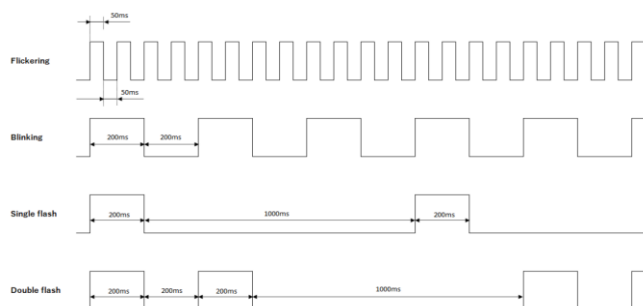 50ms
Flickering
50ms
Blinking
200ms 200ms
Single flash
200ms 1000ms 200ms
Double flash
200ms 200ms 200ms 1000ms